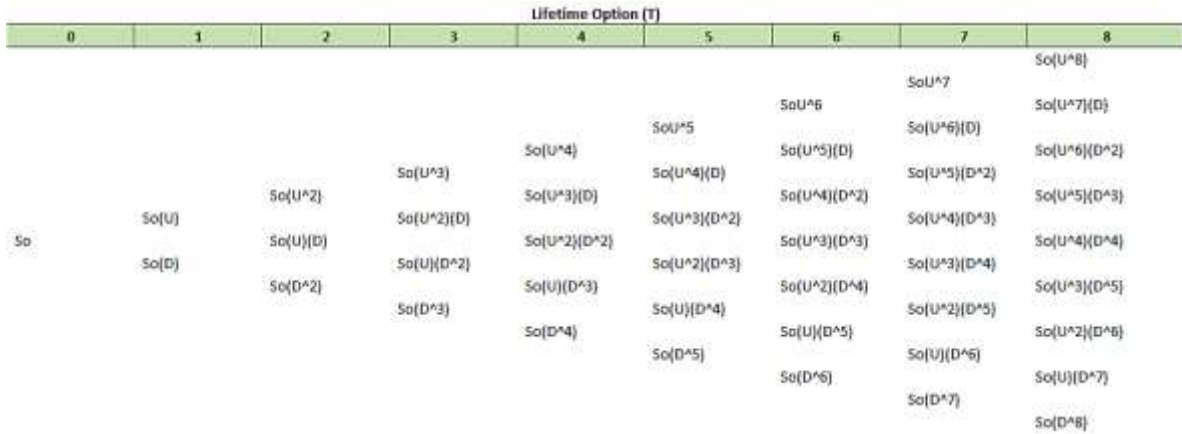 Lifetime Option (T)
0 1 2 3 4 5 6 7 8
So(U^8)
SoU^7
SoU^6 So(U^7)(D)
SoU^5 So(U^6)(D)
So(U^4) So(U^5)(D) So(U^6)(D^2)
So(U^3) So(U^4)(D) So(U^5)(D^2)
So(U^2) So(U^3)(D) So(U^4)(D^2) So(U^5)(D^3)
So(U) So(U^2)(D) So(U^3)(D^2) So(U^4)(D^3)
So So(U)(D) So(U^2)(D^2) So(U^3)(D^3) So(U^4)(D^4)
So(D) So(U)(D^2) So(U^2)(D^3) So(U^3)(D^4)
So(D^2) So(U)(D^3) So(U^2)(D^4) So(U^3)(D^5)
So(D^3) So(U)(D^4) So(U^2)(D^5)
So(D^4) So(U)(D^5) So(U^2)(D^6)
So(D^5) So(U)(D^6)
So(D^6) So(U)(D^7)
So(D^7)
So(D^8)